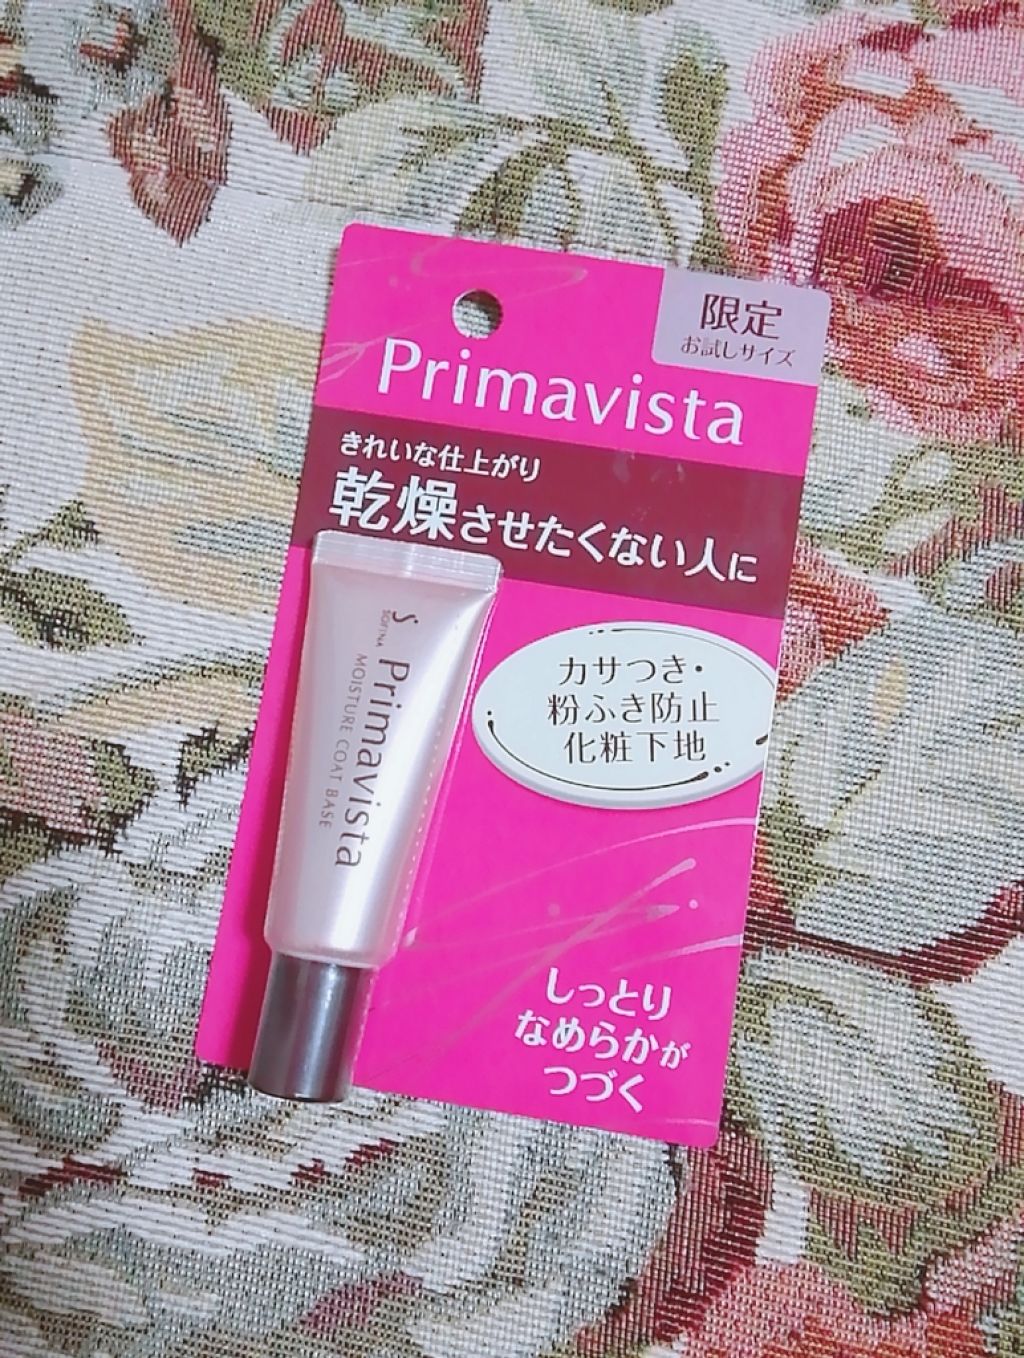 限定
お試しサイズ
Primavista
きれいな仕上がり
乾燥させたくない人に
カサつき・
粉ふき防止
化粧下地
S
SOFINA
Primavista
MOISTURE COAT BASE
しっとり
なめらかが
つづく